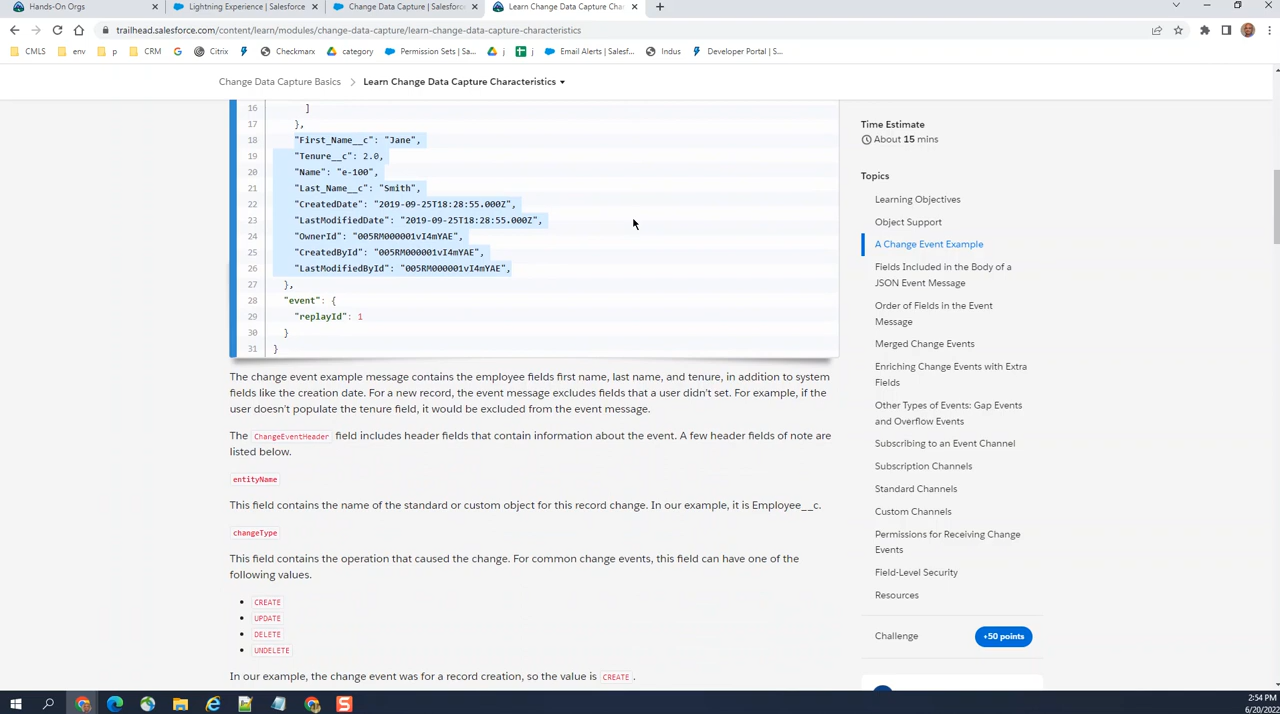 Hands-On Orgs
Lightning Experience | Salesforce
Change Data Capture | Salesforce
Learn Change Data Capture Char
trailhead.salesforce.com/content/learn/modules/change-data-capture/learn-change-data-capture-characteristics
CMLS env p CRM Citrix Checkmarx category Permission Sets | Sa... j j Email Alerts | Salesf... Indus Developer Portal | S...
Change Data Capture Basics Learn Change Data Capture Characteristics
16 ]
17 },
18 "First_Name__c": "Jane",
19 "Tenure__c": 2.0,
20 "Name": "e-100",
21 "Last_Name__c": "Smith",
22 "CreatedDate": "2019-09-25T18:28:55.000Z",
23 "LastModifiedDate": "2019-09-25T18:28:55.000Z",
24 "OwnerId": "005RM000001vI4mYAE",
25 "CreatedById": "005RM000001vI4mYAE",
26 "LastModifiedById": "005RM000001vI4mYAE",
27 },
28 "event": {
29 "replayId": 1
30 }
31 }
The change event example message contains the employee fields first name, last name, and tenure, in addition to system
fields like the creation date. For a new record, the event message excludes fields that a user didn't set. For example, if the
user doesn't populate the tenure field, it would be excluded from the event message.
The ChangeEventHeader field includes header fields that contain information about the event. A few header fields of note are
listed below.
entityName
This field contains the name of the standard or custom object for this record change. In our example, it is Employee__c.
changeType
This field contains the operation that caused the change. For common change events, this field can have one of the
following values.
• CREATE
• UPDATE
• DELETE
• UNDELETE
In our example, the change event was for a record creation, so the value is CREATE .
Time Estimate
About 15 mins
Topics
Learning Objectives
Object Support
A Change Event Example
Fields Included in the Body of a
JSON Event Message
Order of Fields in the Event
Message
Merged Change Events
Enriching Change Events with Extra
Fields
Other Types of Events: Gap Events
and Overflow Events
Subscribing to an Event Channel
Subscription Channels
Standard Channels
Custom Channels
Permissions for Receiving Change
Events
Field-Level Security
Resources
Challenge +50 points
2:54 PM
6/20/2022